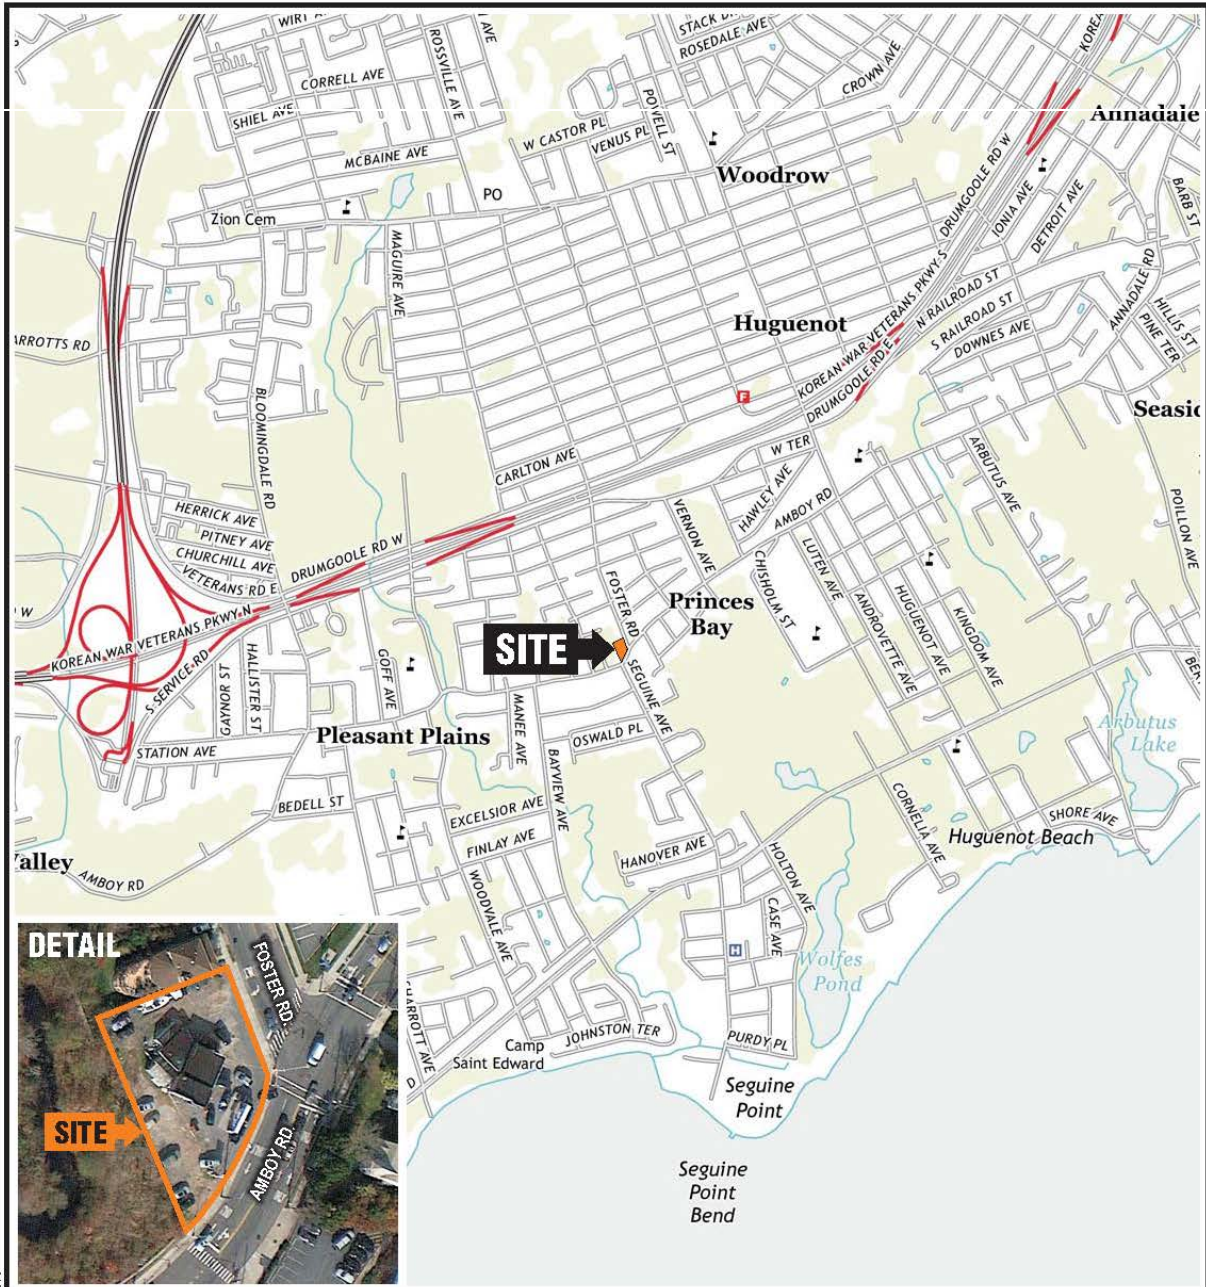 STACK D
ROSEDALE AVE
CROWN AVE
KOREA
WIRT A
AVE
ROSSVILLE AVE
CORRELL AVE
SHIEL AVE
MCBAINE AVE
W CASTOR PL
VENUS PL
POWELL ST
Annadale
Woodrow
DRUMGOOLE RD W
IONIA AVE
DETROIT AVE
BARB ST
PO
Zion Cem
MAGUIRE AVE
KOREAN WAR VETERANS PKWY S
N RAILROAD ST
S RAILROAD ST
DOWNES AVE
ANNADALE RD
HILLIS ST
PINE TER
Huguenot
DRUMGOOLE RD E
ARROTTS RD
BLOOMINGDALE RD
F
Seasid
CARLTON AVE
W TER
HAWLEY AVE
AMBOY RD
ARBUTUS AVE
POILLON AVE
HERRICK AVE
PITNEY AVE
CHURCHILL AVE
VETERANS RD E
DRUMGOOLE RD W
VERNON AVE
CHISHOLM ST
LUTEN AVE
ANDROVETTE AVE
HUGUENOT AVE
KINGDOM AVE
W
KOREAN WAR VETERANS PKWY N
S SERVICE RD
GAYNOR ST
HALLISTER ST
GOFF AVE
FOSTER RD
Princes
Bay
SITE
SEGUINE AVE
BER
STATION AVE
Pleasant Plains
MANEE AVE
BAYVIEW AVE
OSWALD PL
Arbutus
Lake
BEDELL ST
EXCELSIOR AVE
FINLAY AVE
HANOVER AVE
CORNELIA AVE
SHORE AVE
Huguenot Beach
Valley
AMBOY RD
WOODVALE AVE
HOLTON AVE
CASE AVE
H
Wolfes
Pond
SHARROTT AVE
D
Camp
Saint Edward
JOHNSTON TER
PURDY PL
Seguine
Point
Seguine
Point
Bend
DETAIL
FOSTER RD.
SITE
AMBOY RD.